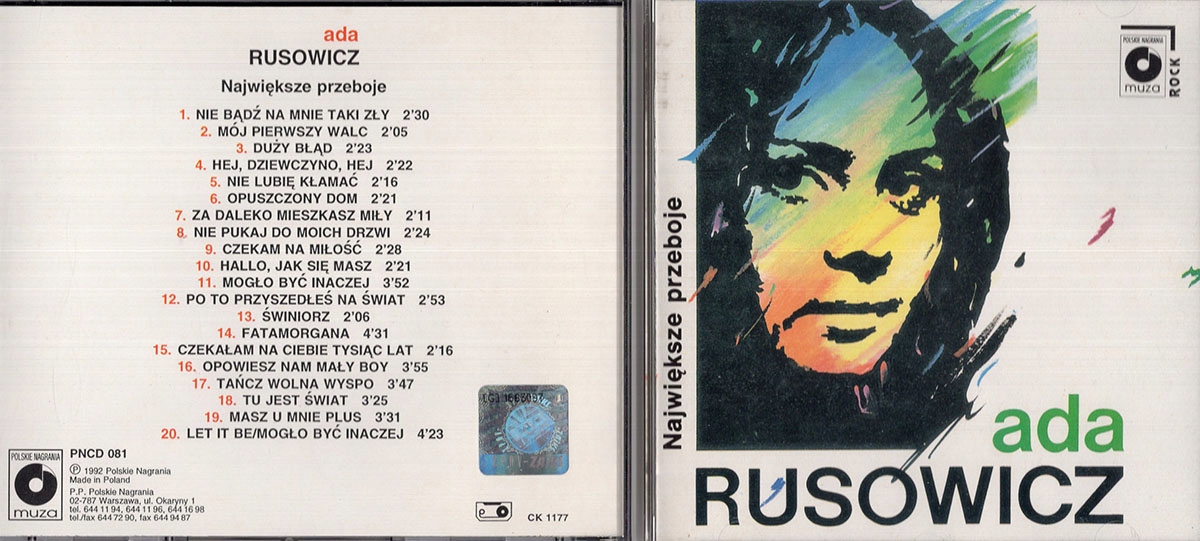 ada
RUSOWICZ
Największe przeboje
1. NIE BĄDŹ NA MNIE TAKI ZŁY 2'30
2. MÓJ PIERWSZY WALC 2'05
3. DUŻY BŁĄD 2'23
4. HEJ, DZIEWCZYNO, HEJ 2'22
5. NIE LUBIĘ KŁAMAĆ 2'16
6. OPUSZCZONY DOM 2'21
7. ZA DALEKO MIESZKASZ MIŁY 2'11
8. NIE PUKAJ DO MOICH DRZWI 2'24
9. CZEKAM NA MIŁOŚĆ 2'28
10. HALLO, JAK SIĘ MASZ 2'21
11. MOGŁO BYĆ INACZEJ 3'52
12. PO TO PRZYSZEDŁEŚ NA ŚWIAT 2'53
13. ŚWINIORZ 2'06
14. FATAMORGANA 4'31
15. CZEKAŁAM NA CIEBIE TYSIĄC LAT 2'16
16. OPOWIESZ NAM MAŁY BOY 3'55
17. TAŃCZ WOLNA WYSPO 3'47
18. TU JEST ŚWIAT 3'25
19. MASZ U MNIE PLUS 3'31
20. LET IT BE/MOGŁO BYĆ INACZEJ 4'23
POLSKIE NAGRANIA
muza
PNCD 081
Ⓟ 1992 Polskie Nagrania
Made in Poland
P.P. Polskie Nagrania
02-787 Warszawa, ul. Okaryny 1
tel. 644 11 94, 644 11 96, 644 16 98
tel./fax 644 72 90, fax 644 94 87
CK 1177
POLSKIE NAGRANIA
muza
ROCK
Największe przeboje
ada
RUSOWICZ